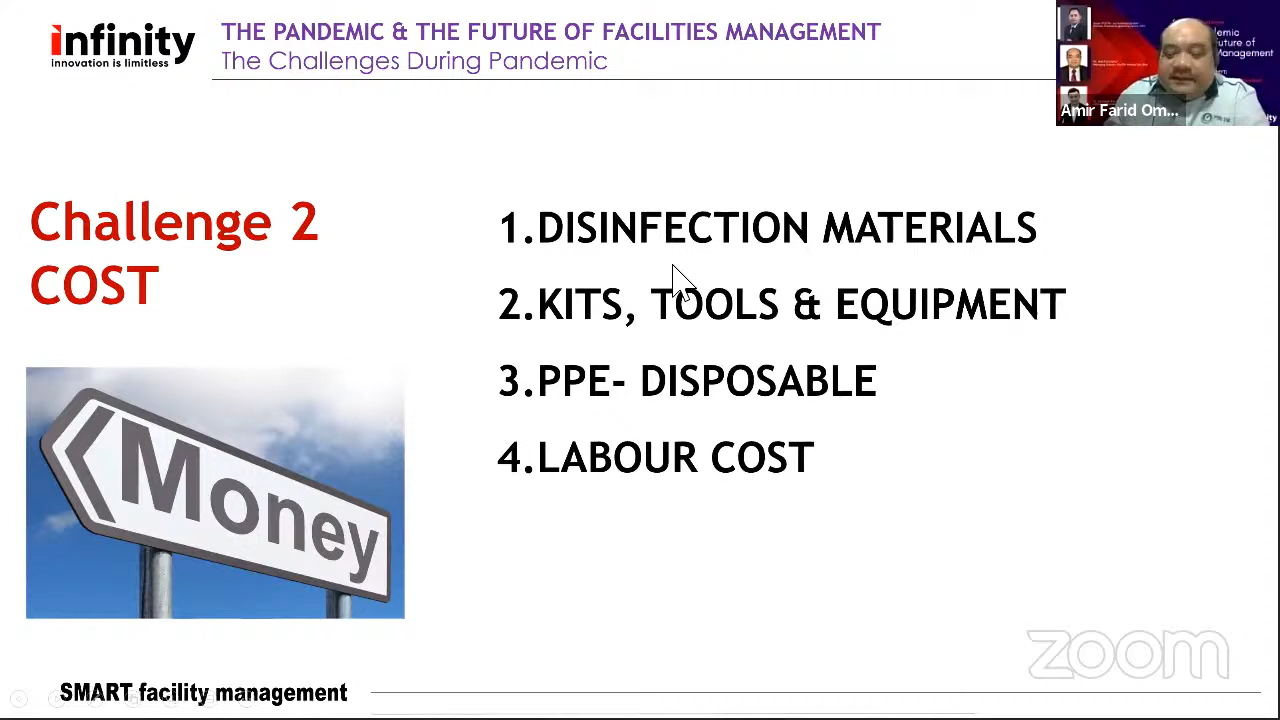 infinity
innovation is limitless
THE PANDEMIC & THE FUTURE OF FACILITIES MANAGEMENT
The Challenges During Pandemic
Amir Farid Om...
Challenge 2
COST
1.DISINFECTION MATERIALS
2.KITS, TOOLS & EQUIPMENT
3.PPE- DISPOSABLE
4.LABOUR COST
Money
zoom
SMART facility management